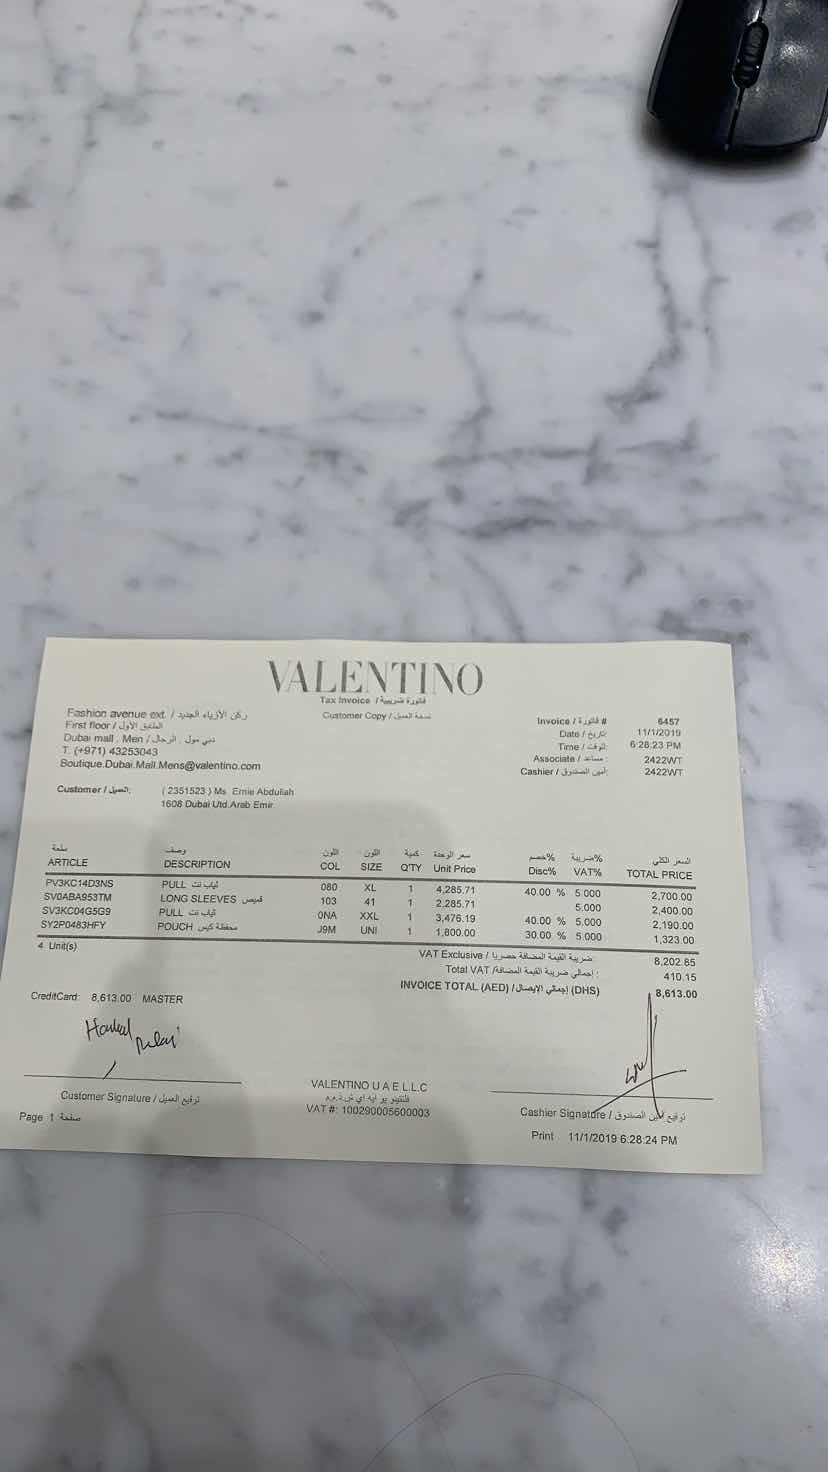 VALENTINO
Tax Invoice / فاتورة ضريبية
Customer Copy / نسخة العميل
Fashion avenue ext. / ركن الأزياء الجديد
First floor / الطابق الأول
Dubai mall . Men / دبي مول . الرجال
T. (+971) 43253043
Boutique.Dubai.Mall.Mens@valentino.com
Invoice / فاتورة # 6457
Date / تاريخ: 11/1/2019
Time / الوقت: 6:28:23 PM
Associate / مساعد : 2422WT
Cashier / أمين الصندوق: 2422WT
Customer / العميل: ( 2351523 ) Ms. Ernie Abdullah
1608 Dubai Utd.Arab Emir.
سلعة وصف اللون اللون كمية سعر الوحدة خصم% ضريبة% السعر الكلي
ARTICLE DESCRIPTION COL SIZE Q'TY Unit Price Disc% VAT% TOTAL PRICE
PV3KC14D3NS PULL ثياب نت 080 XL 1 4,285.71 40.00 % 5.000 2,700.00
SV0ABA953TM LONG SLEEVES قميص 103 41 1 2,285.71 5.000 2,400.00
SV3KC04G5G9 PULL ثياب نت 0NA XXL 1 3,476.19 40.00 % 5.000 2,190.00
SY2P0483HFY POUCH محفظة كيس J9M UNI 1 1,800.00 30.00 % 5.000 1,323.00
4 Unit(s)
VAT Exclusive / ضريبة القيمة المضافة حصريا: 8,202.85
Total VAT / إجمالي ضريبة القيمة المضافة : 410.15
INVOICE TOTAL (AED) / إجمالي الإيصال (DHS) 8,613.00
CreditCard: 8,613.00 MASTER
Customer Signature / توقيع العميل
VALENTINO U A E L.L.C
فلنتينو يو ايه اي ش.ذ.م.م
VAT #: 100290005600003
Cashier Signature / توقيع أمين الصندوق
Page 1 صفحة
Print 11/1/2019 6:28:24 PM